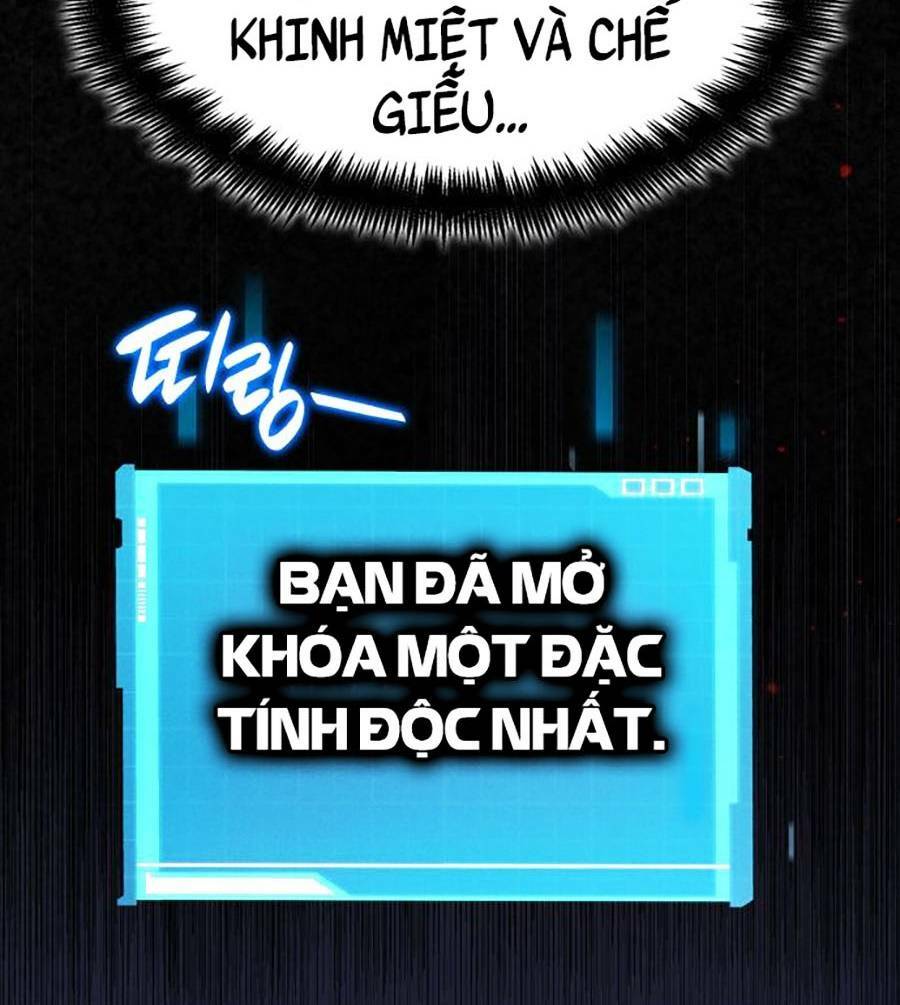 KHINH MIỆT VÀ CHẾ
GIỄU...
띠링—
BẠN ĐÃ MỞ
KHÓA MỘT ĐẶC
TÍNH ĐỘC NHẤT.